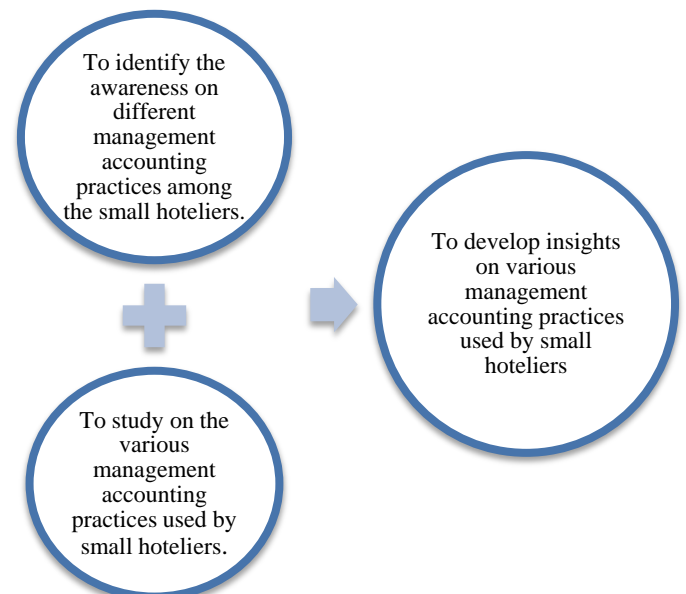 To identify the
awareness on
different
management
accounting
practices among
the small hoteliers.
To study on the
various
management
accounting
practices used by
small hoteliers.
To develop insights
on various
management
accounting practices
used by small
hoteliers